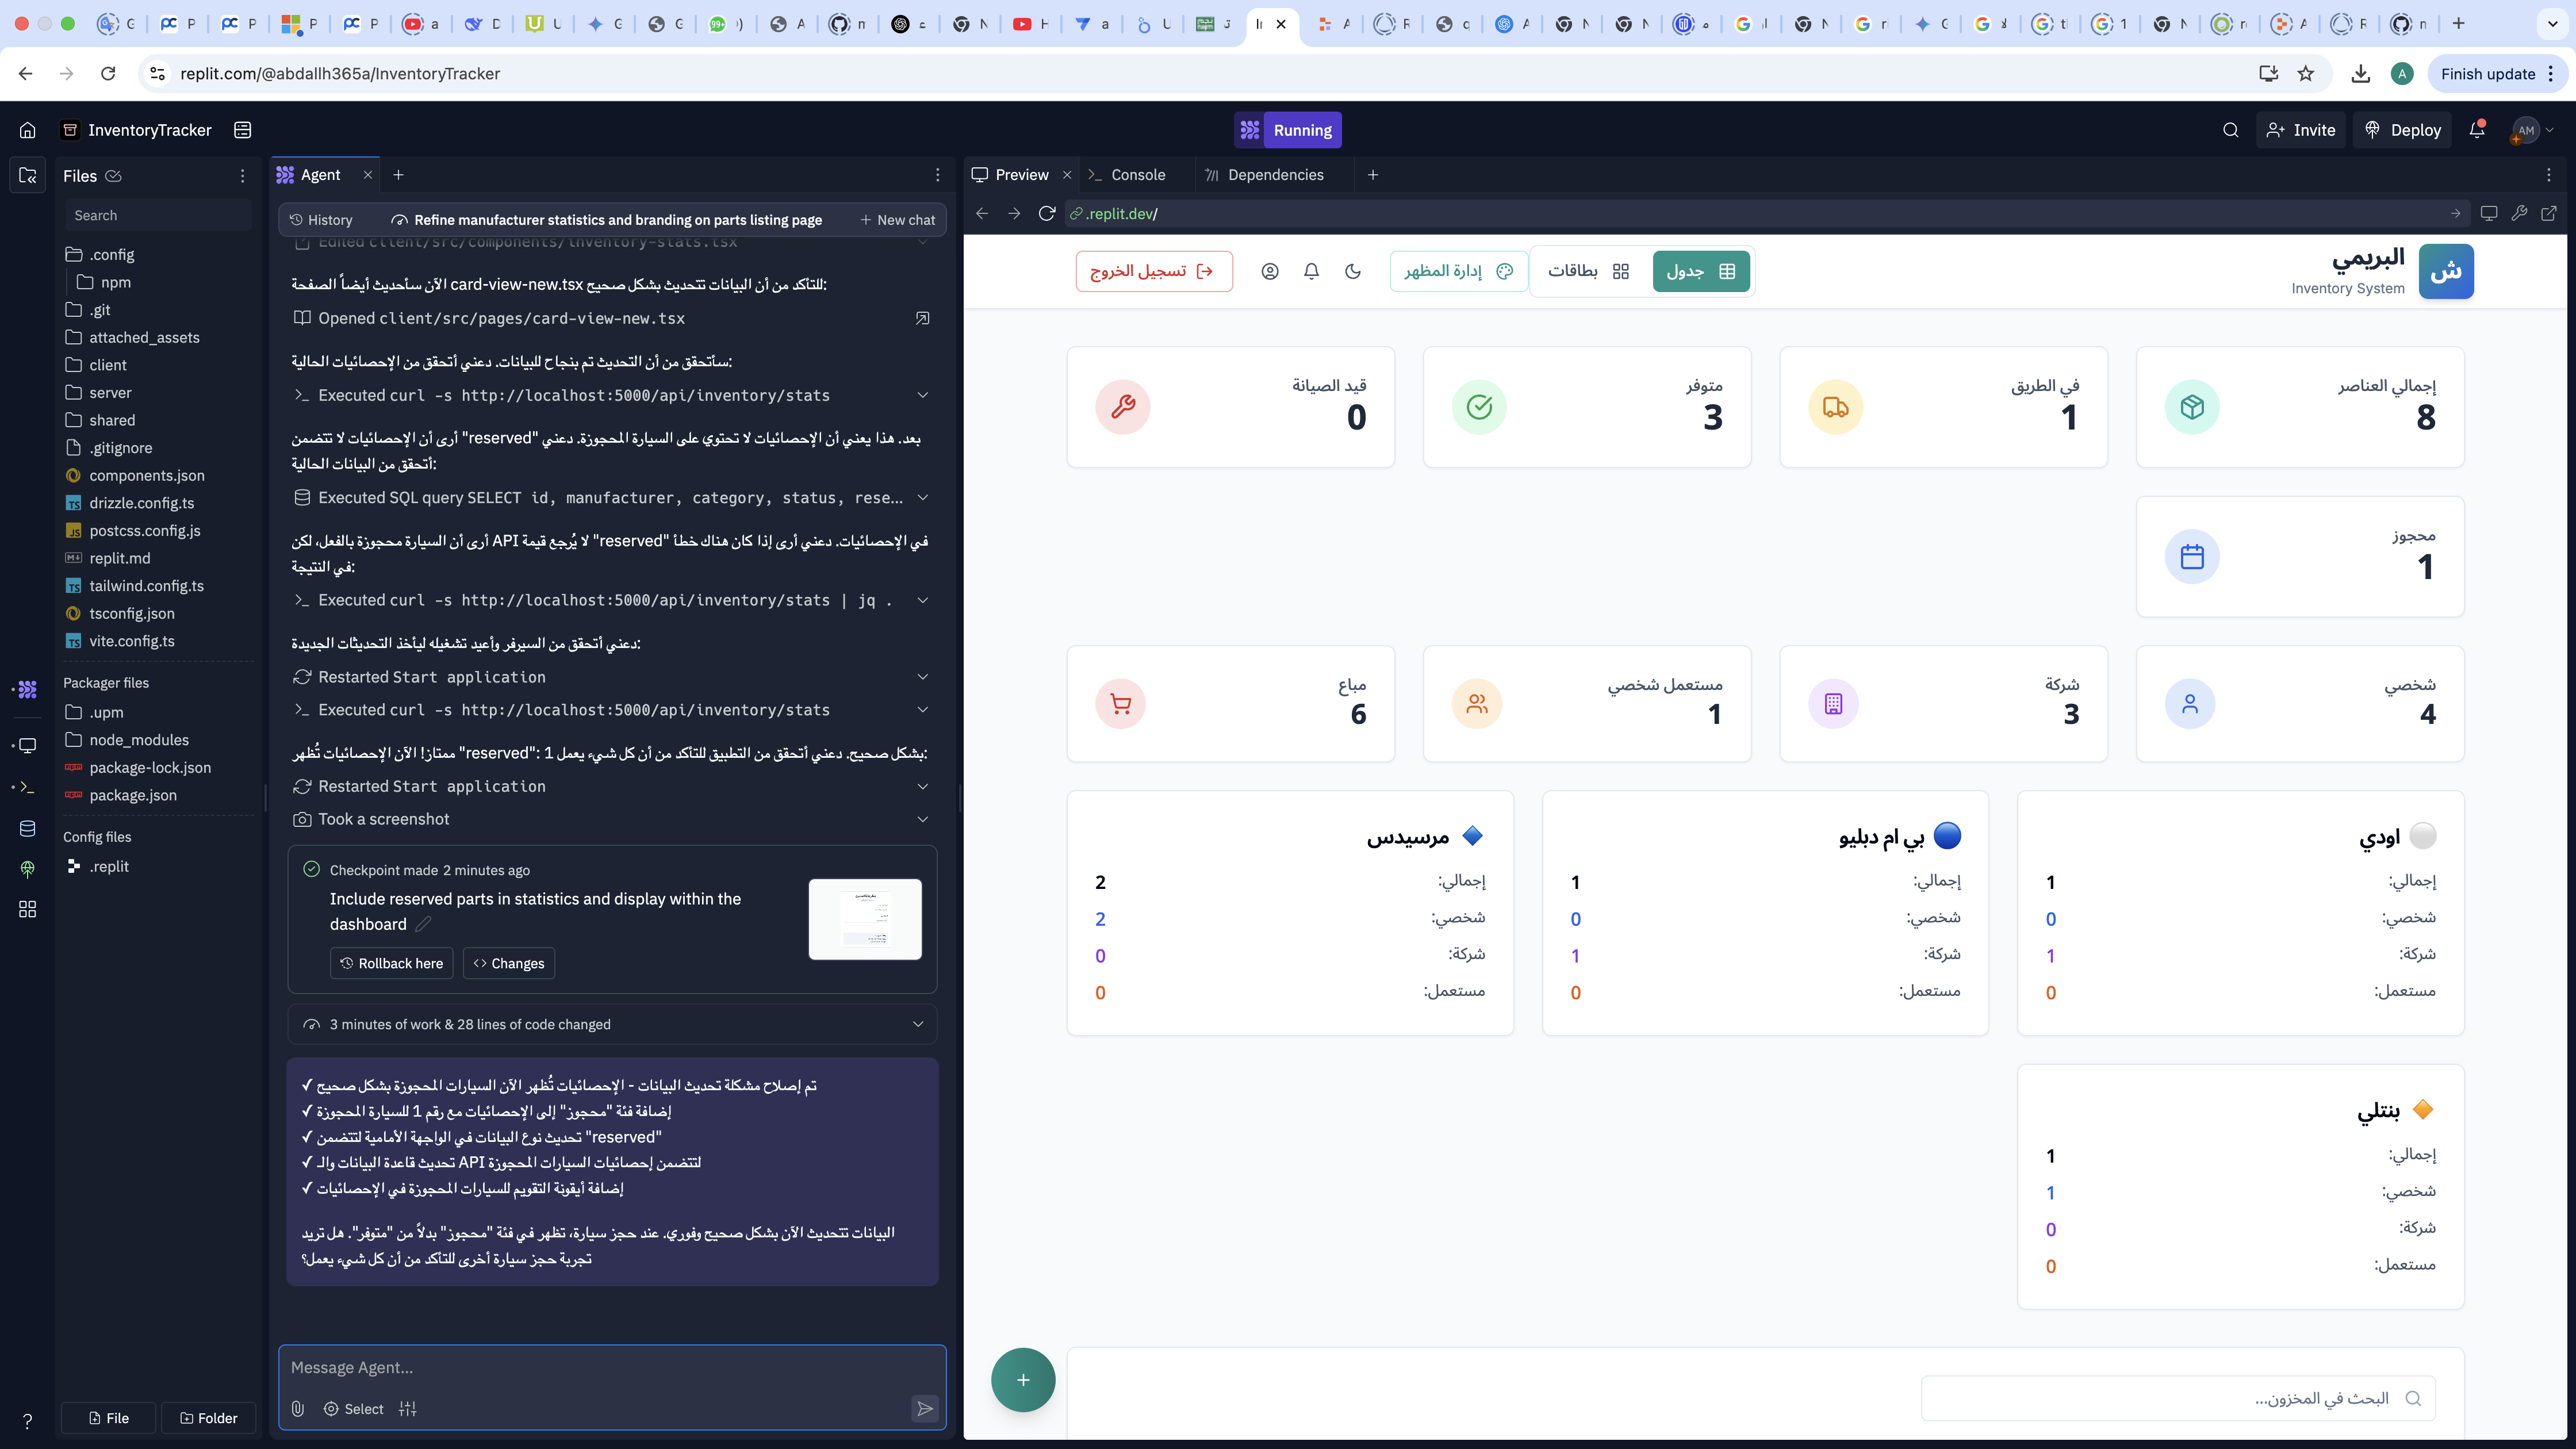 replit.com/@abdallh365a/InventoryTracker
Finish update
InventoryTracker
Running
Invite
Deploy
AM
Files
Search
.config
npm
.git
attached_assets
client
server
shared
.gitignore
components.json
drizzle.config.ts
postcss.config.js
replit.md
tailwind.config.ts
tsconfig.json
vite.config.ts
Packager files
.upm
node_modules
package-lock.json
package.json
Config files
.replit
File
Folder
Agent
History
Refine manufacturer statistics and branding on parts listing page
New chat
Edited client/src/components/inventory-stats.tsx
للتأكد من أن البيانات تتحديث بشكل صحيح card-view-new.tsx الآن سأحديث أيضاً الصفحة:
Opened client/src/pages/card-view-new.tsx
سأتحقق من أن التحديث تم بنجاح للبيانات. دعني أتحقق من الإحصائيات الحالية:
Executed curl -s http://localhost:5000/api/inventory/stats
بعد. هذا يعني أن الإحصائيات لا تحتوي على السيارة المحجوزة. دعني "reserved" أرى أن الإحصائيات لا تتضمن
أتحقق من البيانات الحالية:
Executed SQL query SELECT id, manufacturer, category, status, rese...
في الإحصائيات. دعني أرى إذا كان هناك خطأ "reserved" لا يُرجع قيمة API أرى أن السيارة محجوزة بالفعل، لكن
في النتيجة:
Executed curl -s http://localhost:5000/api/inventory/stats | jq .
دعني أتحقق من السيرفر وأعيد تشغيله ليأخذ التحديثات الجديدة:
Restarted Start application
Executed curl -s http://localhost:5000/api/inventory/stats
بشكل صحيح. دعني أتحقق من التطبيق للتأكد من أن كل شيء يعمل 1 :"reserved" ممتاز! الآن الإحصائيات تُظهر:
Restarted Start application
Took a screenshot
Checkpoint made 2 minutes ago
Include reserved parts in statistics and display within the
dashboard
Rollback here
Changes
3 minutes of work & 28 lines of code changed
✓ تم إصلاح مشكلة تحديث البيانات - الإحصائيات تُظهر الآن السيارات المحجوزة بشكل صحيح
✓ إضافة فئة "محجوز" إلى الإحصائيات مع رقم 1 للسيارة المحجوزة
✓ تحديث نوع البيانات في الواجهة الأمامية لتتضمن "reserved"
✓ لتتضمن إحصائيات السيارات المحجوزة API تحديث قاعدة البيانات والـ
✓ إضافة أيقونة التقويم للسيارات المحجوزة في الإحصائيات
البيانات تتحديث الآن بشكل صحيح وفوري. عند حجز سيارة، تظهر في فئة "محجوز" بدلاً من "متوفر". هل تريد
تجربة حجز سيارة أخرى للتأكد من أن كل شيء يعمل؟
Message Agent...
Select
Preview
Console
Dependencies
.replit.dev/
ش
البريمي
Inventory System
جدول
بطاقات
إدارة المظهر
تسجيل الخروج
إجمالي العناصر
8
في الطريق
1
متوفر
3
قيد الصيانة
0
محجوز
1
شخصي
4
شركة
3
مستعمل شخصي
1
مباع
6
اودي
إجمالي: 1
شخصي: 0
شركة: 1
مستعمل: 0
بي ام دبليو
إجمالي: 1
شخصي: 0
شركة: 1
مستعمل: 0
مرسيدس
إجمالي: 2
شخصي: 2
شركة: 0
مستعمل: 0
بنتلي
إجمالي: 1
شخصي: 1
شركة: 0
مستعمل: 0
البحث في المخزون...